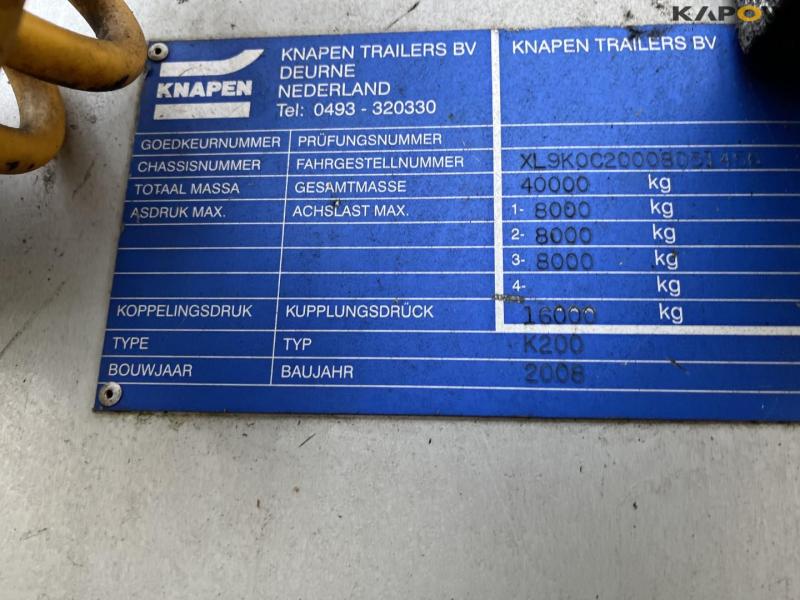 KAPO
KNAPEN
KNAPEN TRAILERS BV
DEURNE
NEDERLAND
Tel: 0493 - 320330
KNAPEN TRAILERS BV
GOEDKEURNUMMER PRÜFUNGSNUMMER
CHASSISNUMMER FAHRGESTELLNUMMER
TOTAAL MASSA GESAMTMASSE 40000 kg
ASDRUK MAX. ACHSLAST MAX. 1- 8000 kg
2- 8000 kg
3- 8000 kg
4- kg
KOPPELINGSDRUK KUPPLUNGSDRÜCK 16000 kg
TYPE TYP K200
BOUWJAAR BAUJAHR 2008